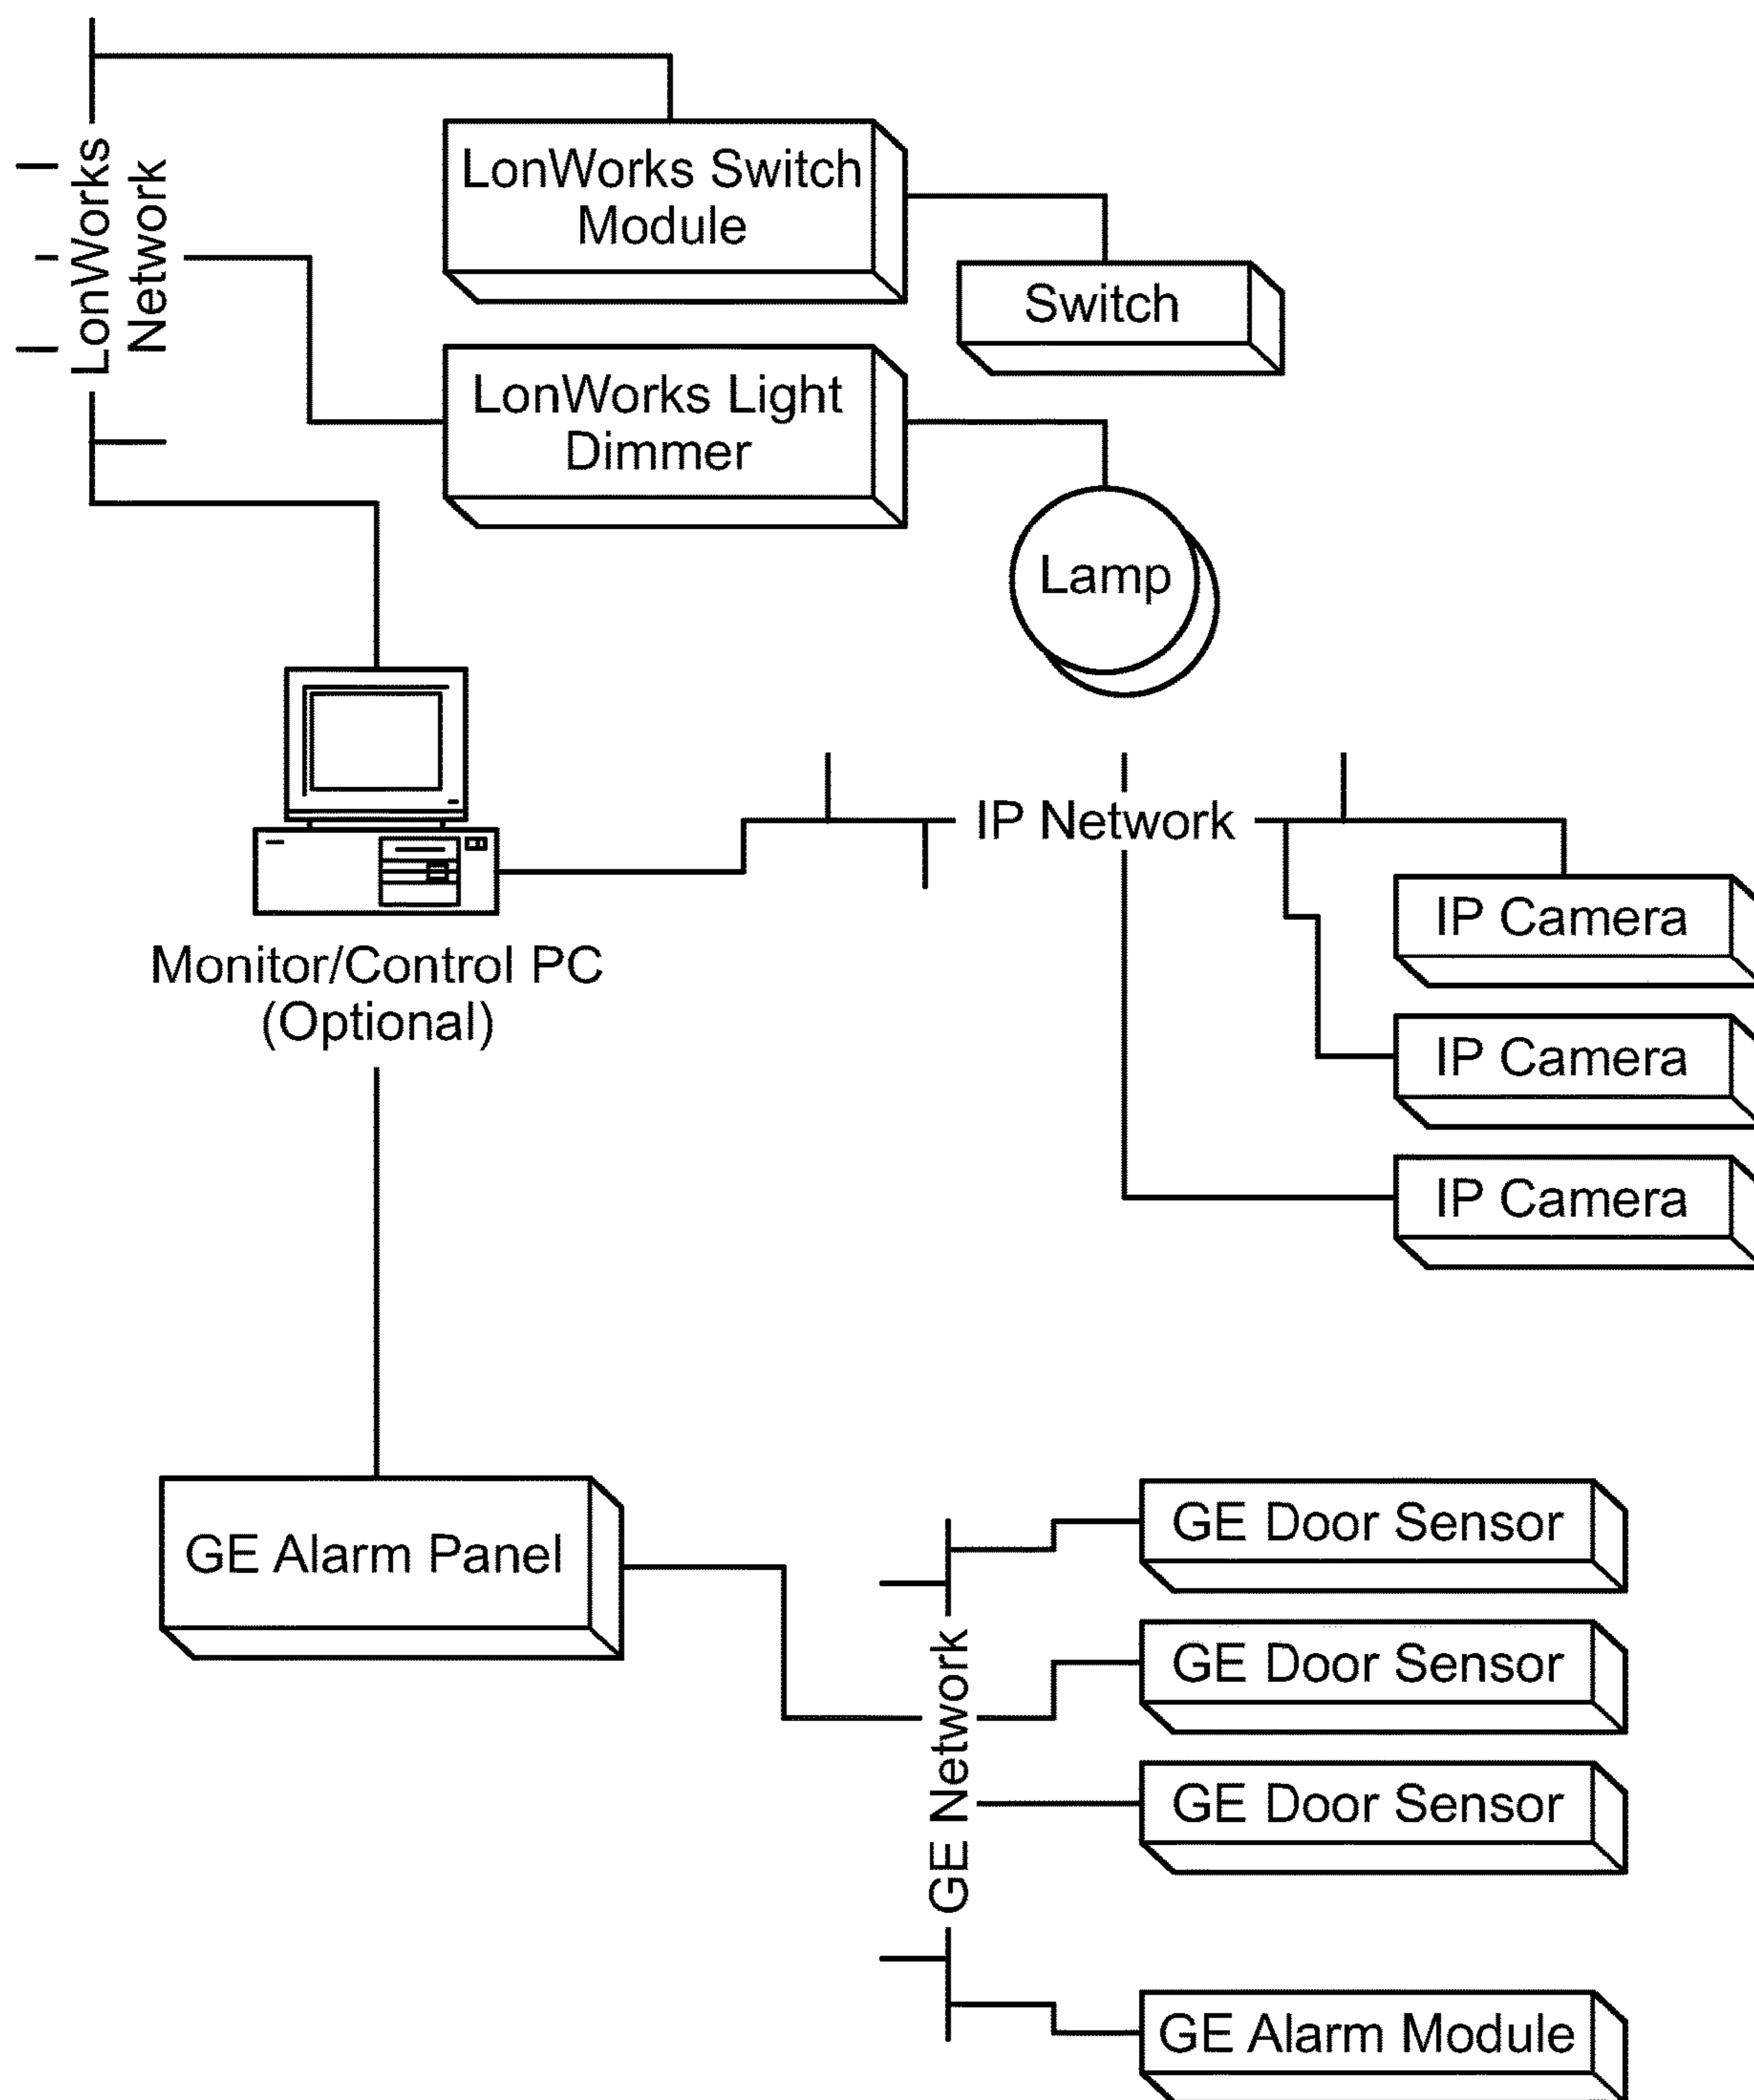 LonWorks
Network
LonWorks Switch
Module
Switch
LonWorks Light
Dimmer
Lamp
IP Network
IP Camera
IP Camera
IP Camera
Monitor/Control PC
(Optional)
GE Alarm Panel
GE Network
GE Door Sensor
GE Door Sensor
GE Door Sensor
GE Alarm Module